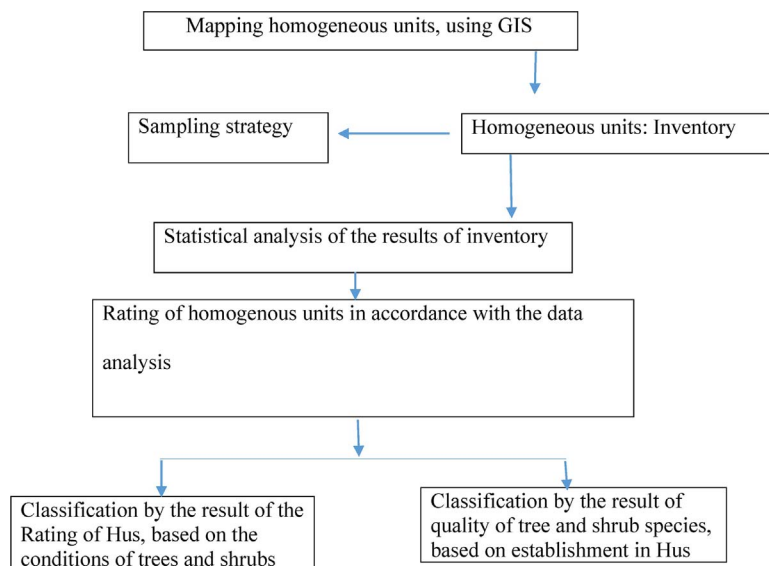 Mapping homogeneous units, using GIS
Sampling strategy
Homogeneous units: Inventory
Statistical analysis of the results of inventory
Rating of homogenous units in accordance with the data
analysis
Classification by the result of the
Rating of Hus, based on the
conditions of trees and shrubs
Classification by the result of
quality of tree and shrub species,
based on establishment in Hus